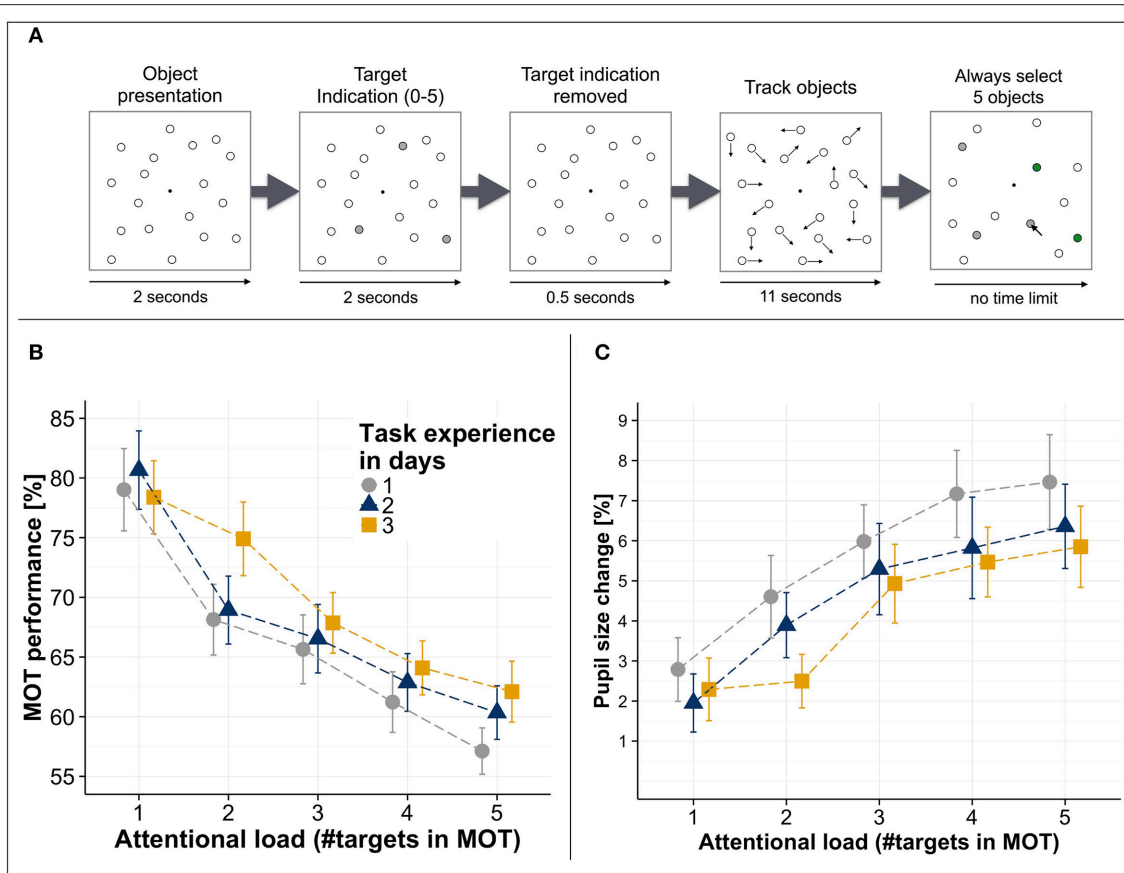 A
Object
presentation
Target
Indication (0-5)
Target indication
removed
Track objects
Always select
5 objects
2 seconds
2 seconds
0.5 seconds
11 seconds
no time limit
B
MOT performance [%]
85
80
75
70
65
60
55
Task experience
in days
1
2
3
1 2 3 4 5
Attentional load (#targets in MOT)
C
Pupil size change [%]
9
8
7
6
5
4
3
2
1
1 2 3 4 5
Attentional load (#targets in MOT)